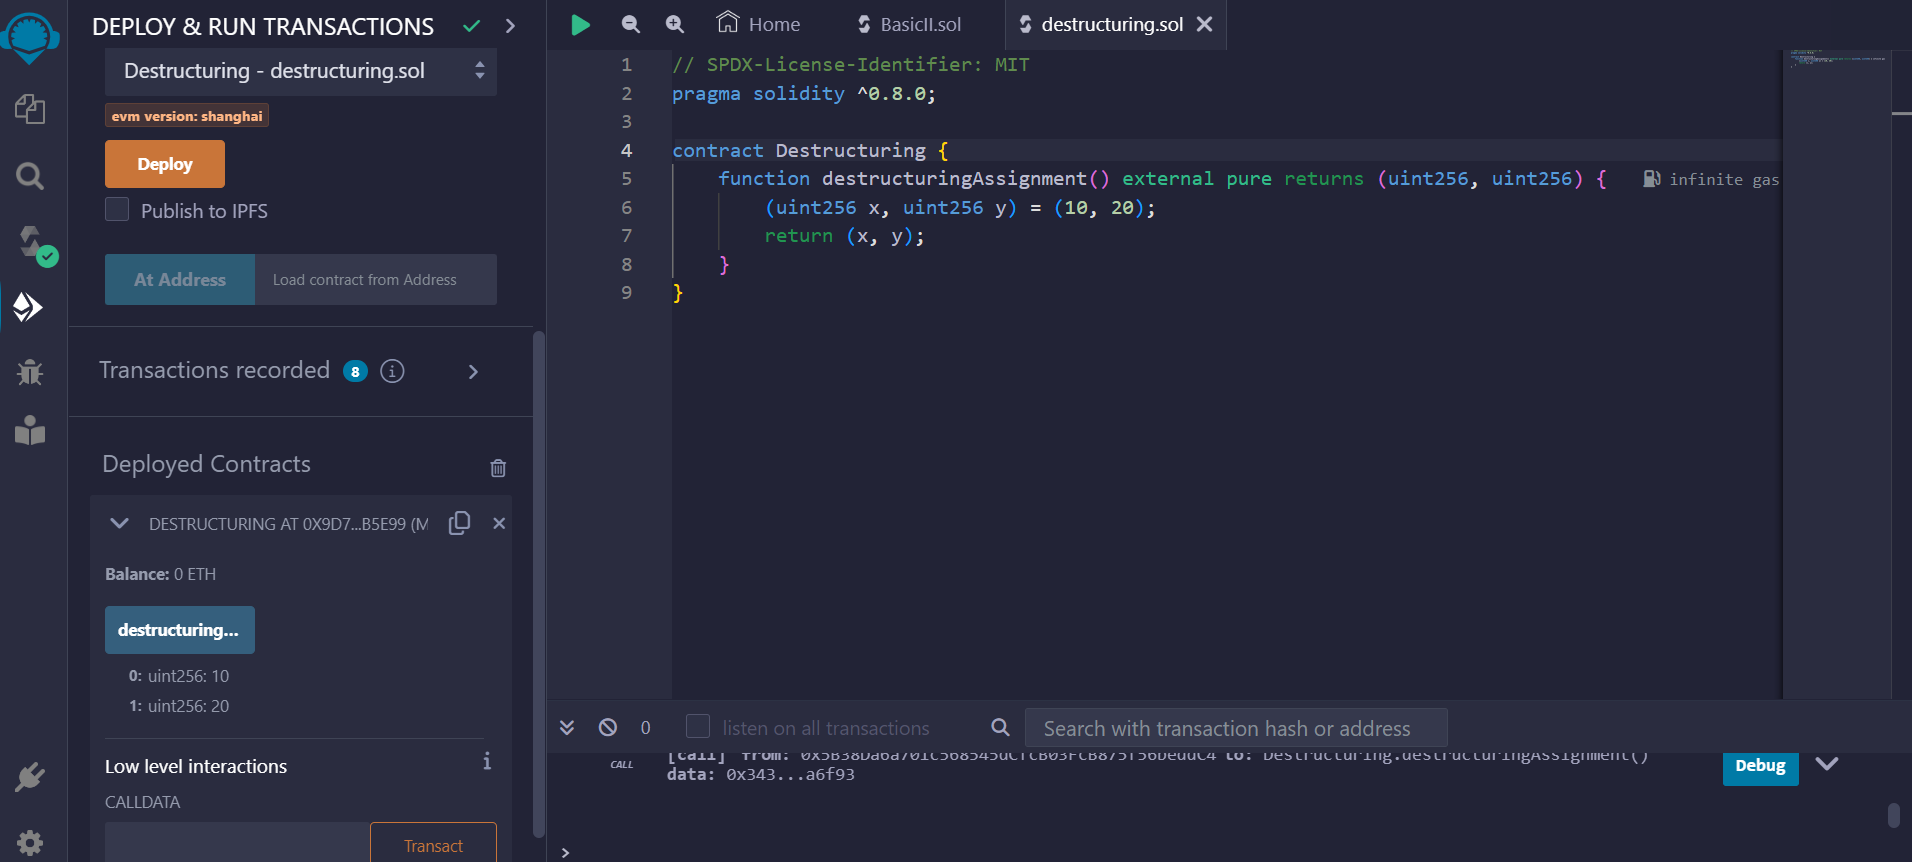 DEPLOY & RUN TRANSACTIONS
Destructuring - destructuring.sol
evm version: shanghai
Deploy
Publish to IPFS
At Address
Load contract from Address
Transactions recorded 8
Deployed Contracts
DESTRUCTURING AT 0X9D7...B5E99 (M
Balance: 0 ETH
destructuring...
0: uint256: 10
1: uint256: 20
Low level interactions
CALLDATA
Transact
Home
BasicII.sol
destructuring.sol
1 // SPDX-License-Identifier: MIT
2 pragma solidity ^0.8.0;
3
4 contract Destructuring {
5 function destructuringAssignment() external pure returns (uint256, uint256) { infinite gas
6 (uint256 x, uint256 y) = (10, 20);
7 return (x, y);
8 }
9 }
0
listen on all transactions
Search with transaction hash or address
CALL
[call] from: to: Destructuring.destructuringAssignment()
data: 0x343...a6f93
Debug
>